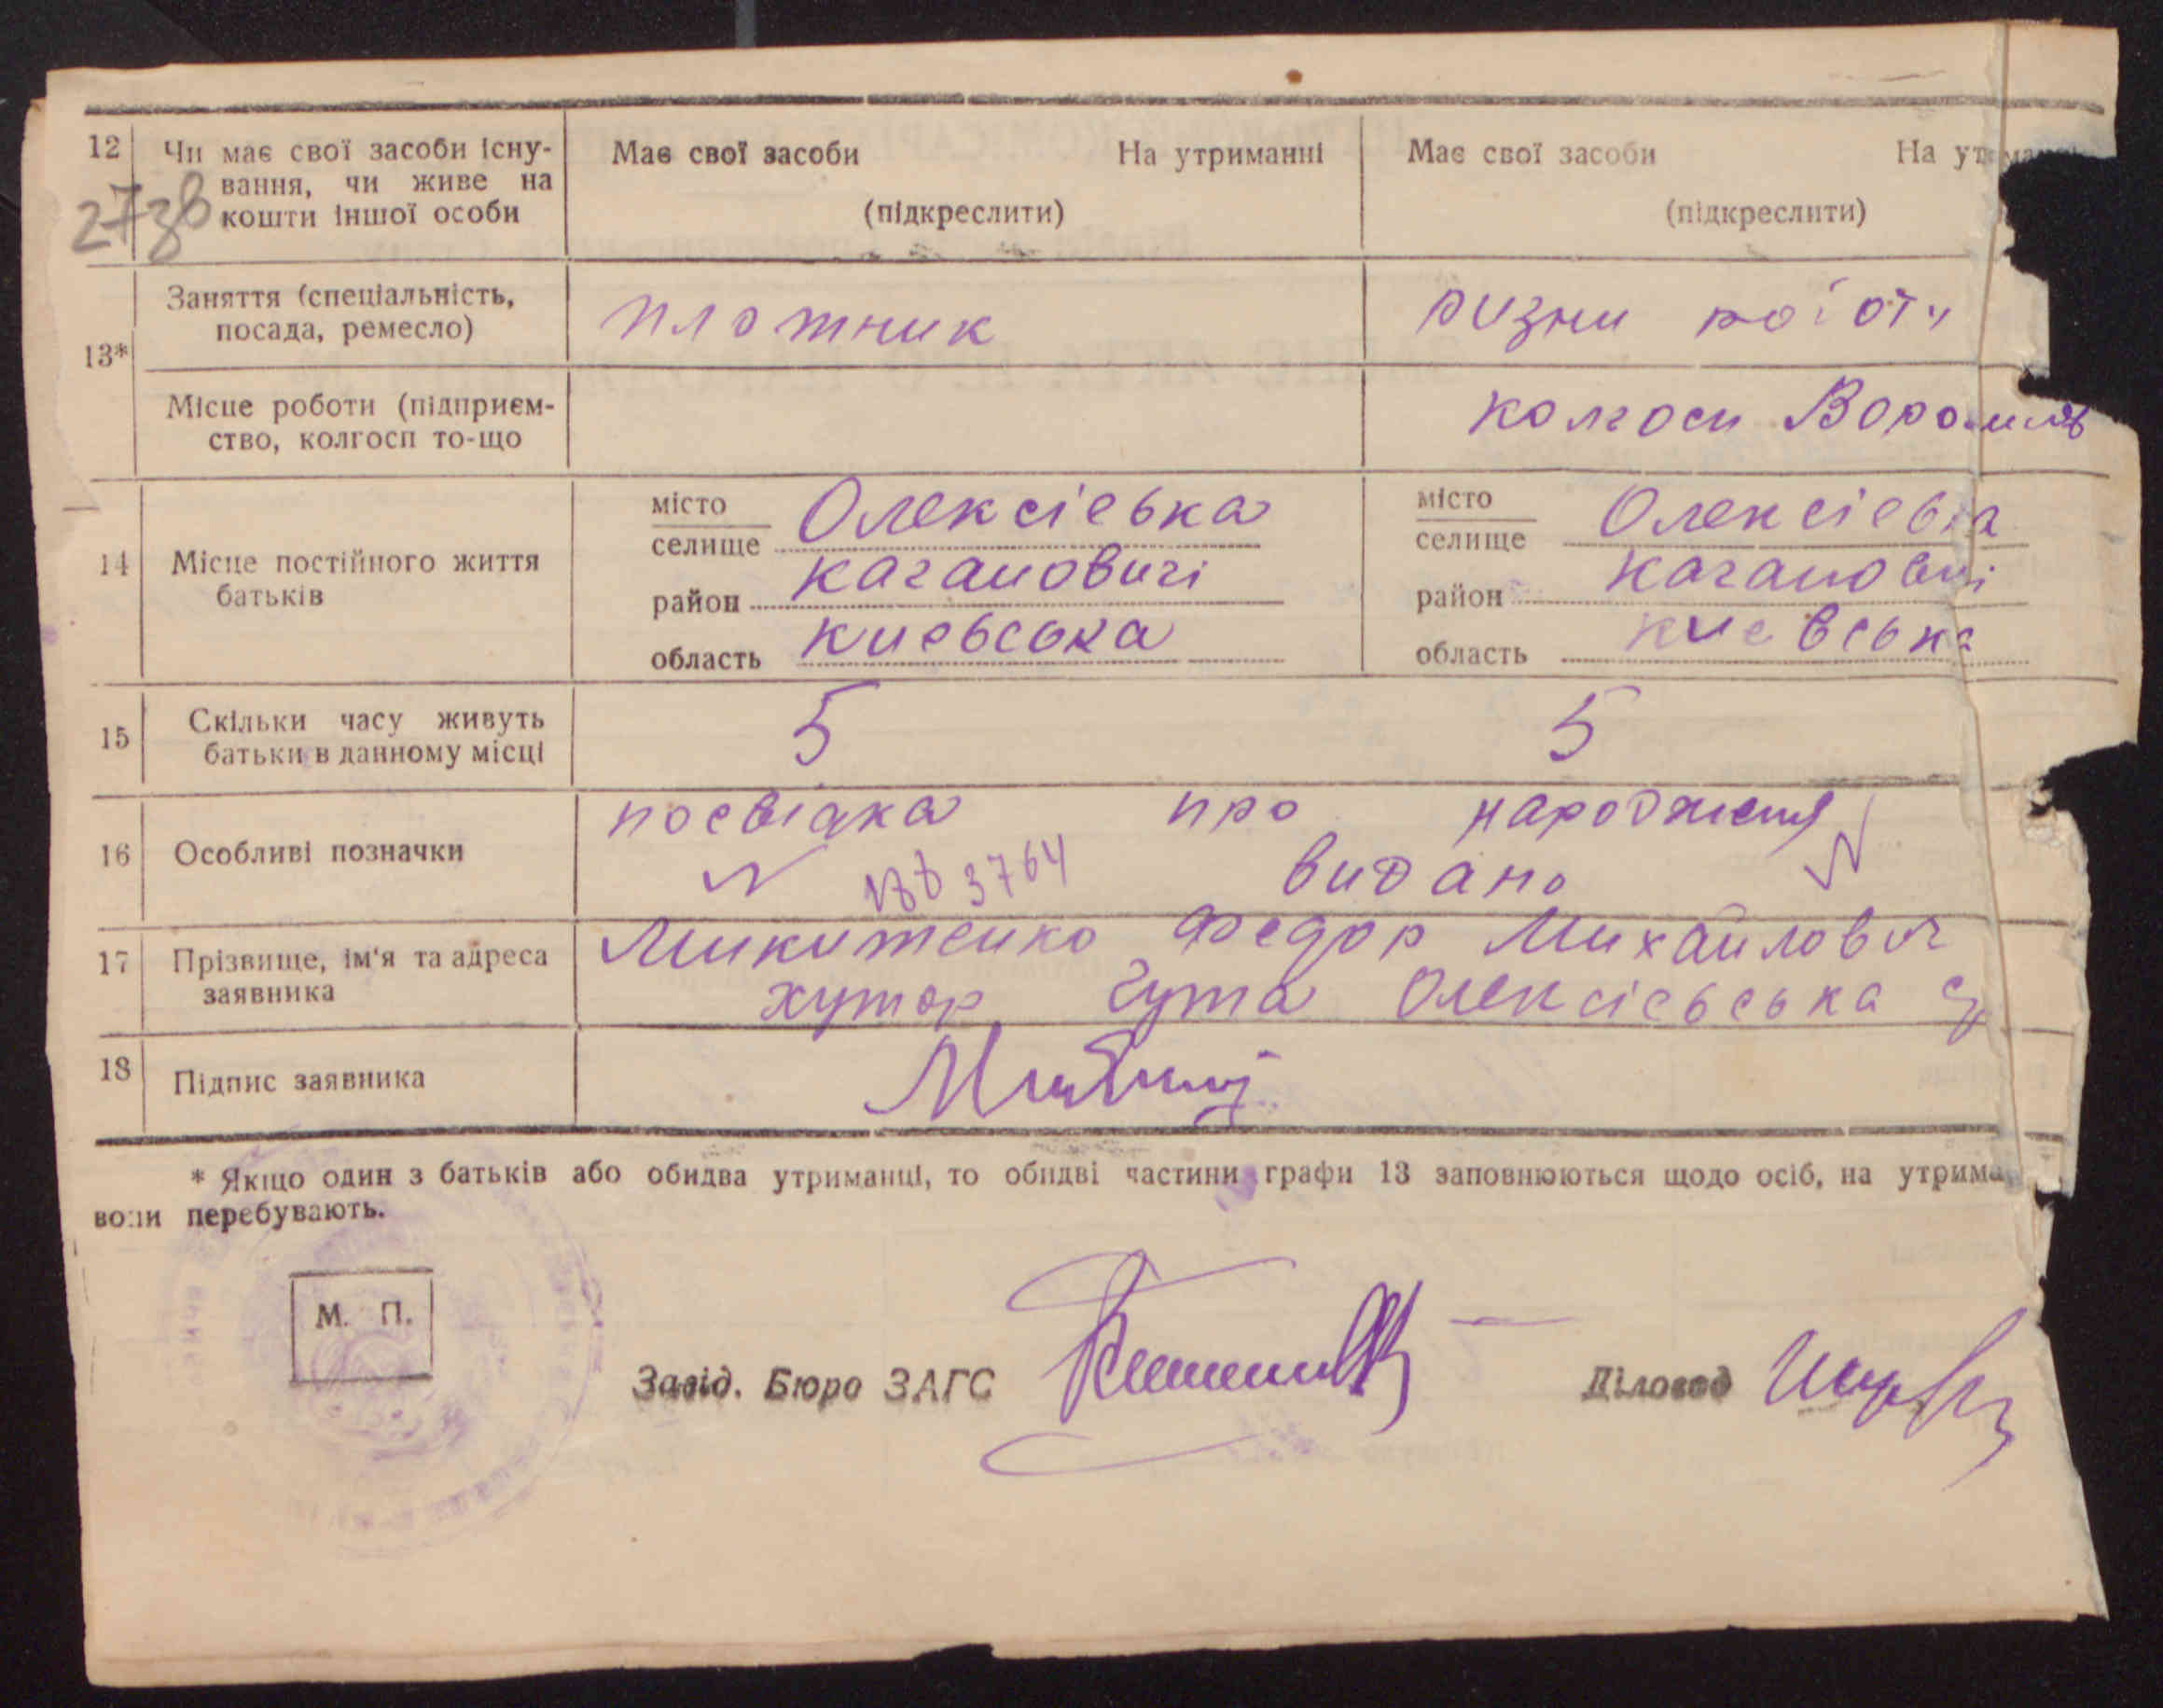 12 Чи має свої засоби існу-
вання, чи живе на
кошти іншої особи
2738
Має свої засоби На утриманні
(підкреслити)
Має свої засоби На утримanni
(підкреслити)
13*
Заняття (спеціальність,
посада, ремесло)
плотник
ризни роботи
Місце роботи (підприєм-
ство, колгосп то-що
колгосп
14 Місце постійного життя
батьків
місто
селище Олексієвка
район Кагановичі
область Киевська
місто
селище Олексієвка
район Кагановичі
область Киевська
15 Скільки часу живуть
батьки в данному місці
5 5
16 Особливі позначки
посвідка про народження
№ 3764 видано
17 Прізвище, ім'я та адреса
заявника
Микитенко Федор Михайлович
хутор Гута Олексієвська
18 Підпис заявника
* Якщо один з батьків або обидва утриманці, то обидві частини графи 13 заповнюються щодо осіб, на утрима
вони перебувають.
М. П.
Завід. Бюро ЗАГС
Діловод